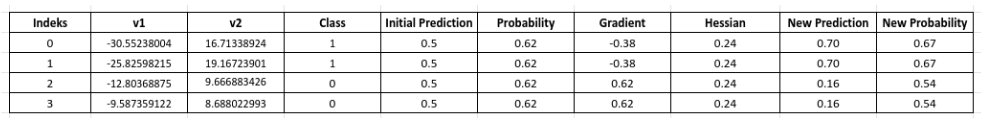 Indeks v1 v2 Class Initial Prediction Probability Gradient Hessian New Prediction New Probability
0 -30.55238004 16.71338924 1 0.5 0.62 -0.38 0.24 0.70 0.67
1 -25.82598215 19.16723901 1 0.5 0.62 -0.38 0.24 0.70 0.67
2 -12.80368875 9.666883426 0 0.5 0.62 0.62 0.24 0.16 0.54
3 -9.587359122 8.688022993 0 0.5 0.62 0.62 0.24 0.16 0.54